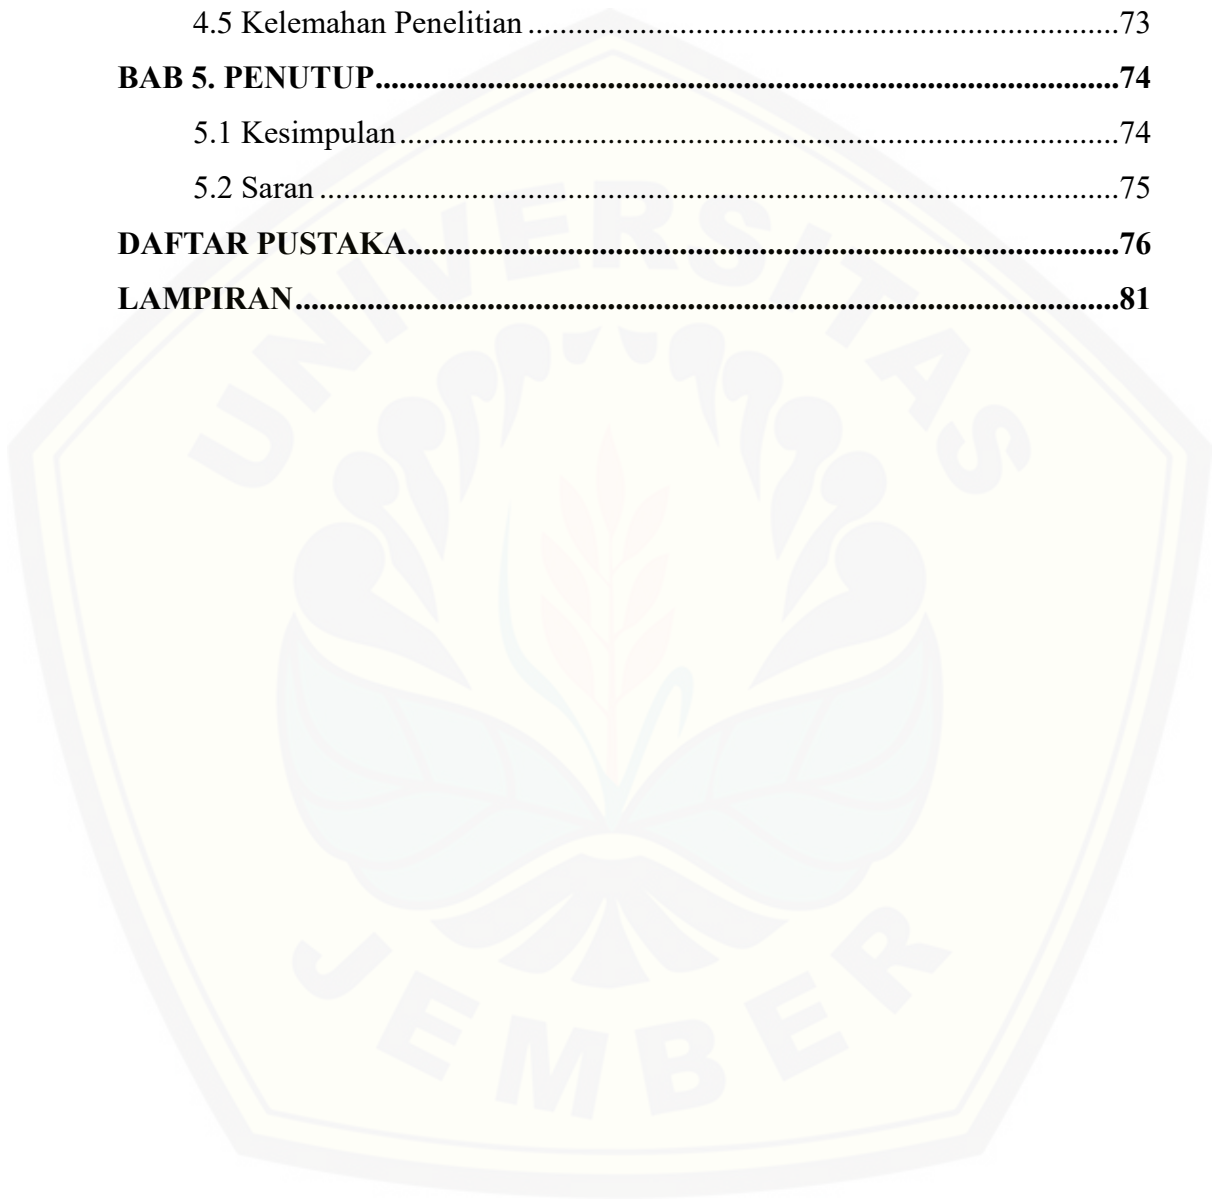 4.5 Kelemahan Penelitian ..............................................................................73
BAB 5. PENUTUP.................................................................................................74
5.1 Kesimpulan...............................................................................................74
5.2 Saran .........................................................................................................75
DAFTAR PUSTAKA.............................................................................................76
LAMPIRAN............................................................................................................81
UNIVERSITAS
JEMBER